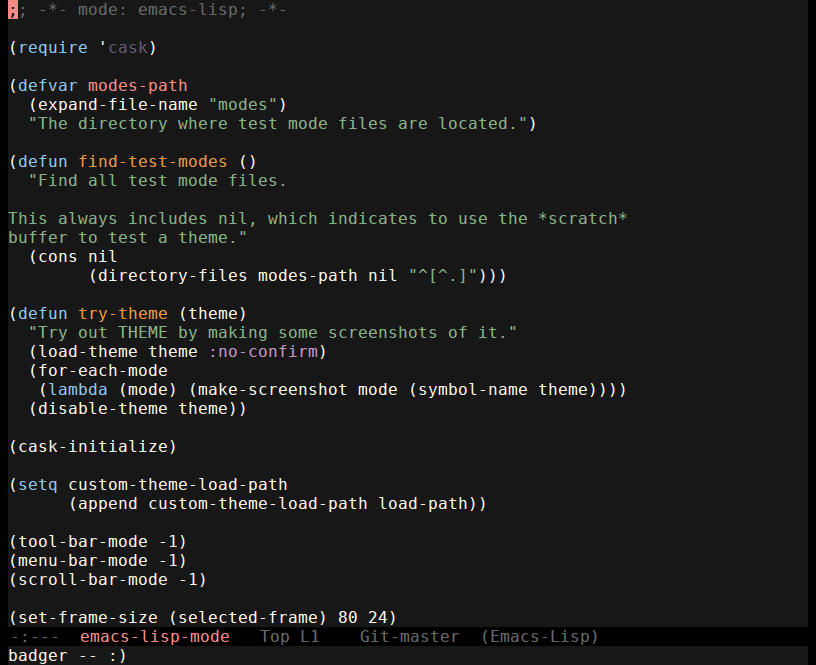 ;; -*- mode: emacs-lisp; -*-

(require 'cask)

(defvar modes-path
  (expand-file-name "modes")
  "The directory where test mode files are located.")

(defun find-test-modes ()
  "Find all test mode files.

This always includes nil, which indicates to use the *scratch*
buffer to test a theme."
  (cons nil
        (directory-files modes-path nil "^[^.]")))

(defun try-theme (theme)
  "Try out THEME by making some screenshots of it."
  (load-theme theme :no-confirm)
  (for-each-mode
   (lambda (mode) (make-screenshot mode (symbol-name theme))))
  (disable-theme theme))

(cask-initialize)

(setq custom-theme-load-path
      (append custom-theme-load-path load-path))

(tool-bar-mode -1)
(menu-bar-mode -1)
(scroll-bar-mode -1)

(set-frame-size (selected-frame) 80 24)
-:---  emacs-lisp-mode   Top L1    Git-master  (Emacs-Lisp)
badger -- :)